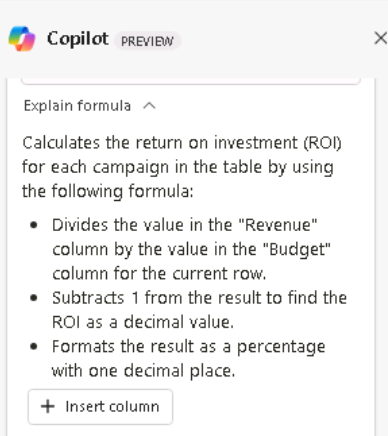 Copilot PREVIEW
Explain formula
Calculates the return on investment (ROI)
for each campaign in the table by using
the following formula:
• Divides the value in the "Revenue"
column by the value in the "Budget"
column for the current row.
• Subtracts 1 from the result to find the
ROI as a decimal value.
• Formats the result as a percentage
with one decimal place.
+ Insert column